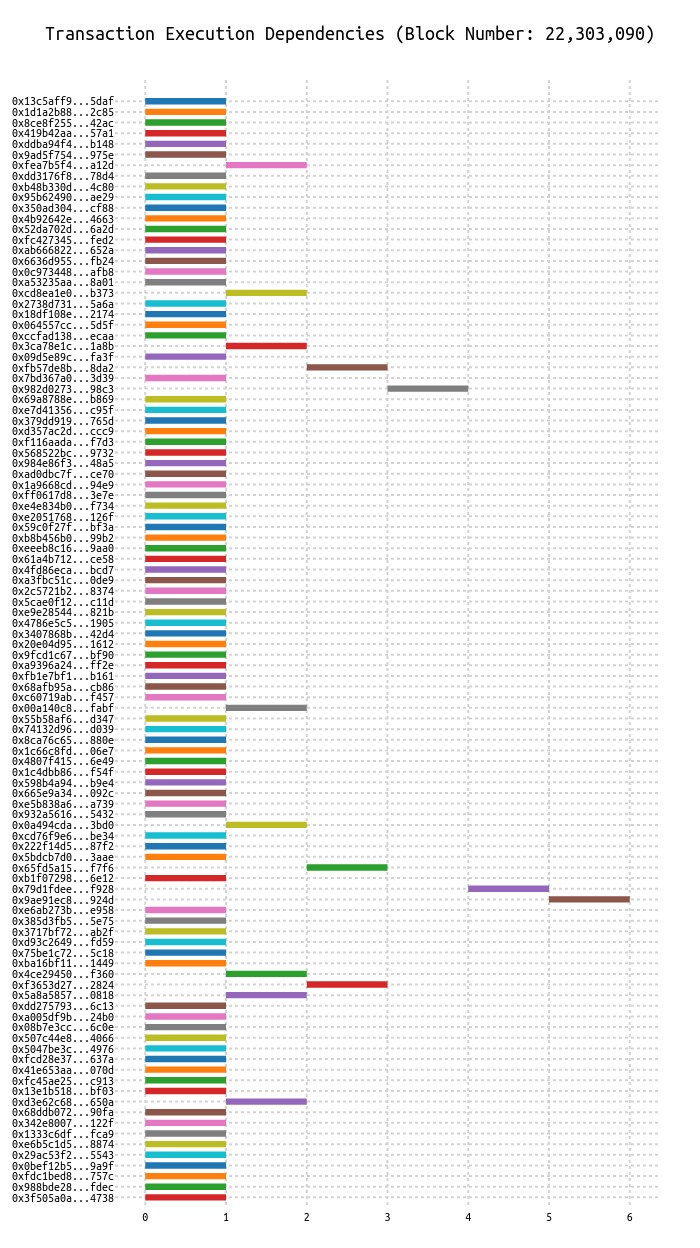 Transaction Execution Dependencies (Block Number: 22,303,090)
0x13c5aff9...5daf
0x1d1a2b88...2c85
0x8ce8f255...42ac
0x419b42aa...57a1
0xddba94f4...b148
0x9ad5f754...975e
0xfea7b5f4...a12d
0xdd3176f8...78d4
0xb48b330d...4c80
0x95b62490...ae29
0x350ad304...cf88
0x4b92642e...4663
0x52da702d...6a2d
0xfc427345...fed2
0xab666822...652a
0x6636d955...fb24
0x0c973448...afb8
0xa53235aa...8a01
0xcd8ea1e0...b373
0x2738d731...5a6a
0x18df108e...2174
0x064557cc...5d5f
0xccfad138...ecaa
0x3ca78e1c...1a8b
0x09d5e89c...fa3f
0xfb57de8b...8da2
0x7bd367a0...3d39
0x982d0273...98c3
0x69a8788e...b869
0xe7d41356...c95f
0x379dd919...765d
0xd357ac2d...ccc9
0xf116aada...f7d3
0x568522bc...9732
0x984e86f3...48a5
0xad0dbc7f...ce70
0x1a9668cd...94e9
0xff0617d8...3e7e
0xe4e834b0...f734
0xe2051768...126f
0x59c0f27f...bf3a
0xb8b456b0...99b2
0xeeeb8c16...9aa0
0x61a4b712...ce58
0x4fd86eca...bcd7
0xa3fbc51c...0de9
0x2c5721b2...8374
0x5cae0f12...c11d
0xe9e28544...821b
0x4786e5c5...1905
0x3407868b...42d4
0x20e04d95...1612
0x9fcd1c67...bf90
0xa9396a24...ff2e
0xfb1e7bf1...b161
0x68afb95a...cb86
0xc60719ab...f457
0x00a140c8...fabf
0x55b58af6...d347
0x74132d96...d039
0x8ca76c65...880e
0x1c66c8fd...06e7
0x4807f415...6e49
0x1c4dbb86...f54f
0x598b4a94...b9e4
0x665e9a34...092c
0xe5b838a6...a739
0x932a5616...5432
0x0a494cda...3bd0
0xcd76f9e6...be34
0x222f14d5...87f2
0x5bdcb7d0...3aae
0x65fd5a15...f7f6
0xb1f07298...6e12
0x79d1fdee...f928
0x9ae91ec8...924d
0xe6ab273b...e958
0x385d3fb5...5e75
0x3717bf72...ab2f
0xd93c2649...fd59
0x75be1c72...5c18
0xba16bf11...1449
0x4ce29450...f360
0xf3653d27...2824
0x5a8a5857...0818
0xdd275793...6c13
0xa005df9b...24b0
0x08b7e3cc...6c0e
0x507c44e8...4066
0x5047be3c...4976
0xfcd28e37...637a
0x41e653aa...070d
0xfc45ae25...c913
0x13e1b518...bf03
0xd3e62c68...650a
0x68ddb072...90fa
0x342e8007...122f
0x1333c6df...fca9
0xe6b5c1d5...8874
0x29ac53f2...5543
0x0bef12b5...9a9f
0xfdc1bed8...757c
0x988bde28...fdec
0x3f505a0a...4738
0 1 2 3 4 5 6